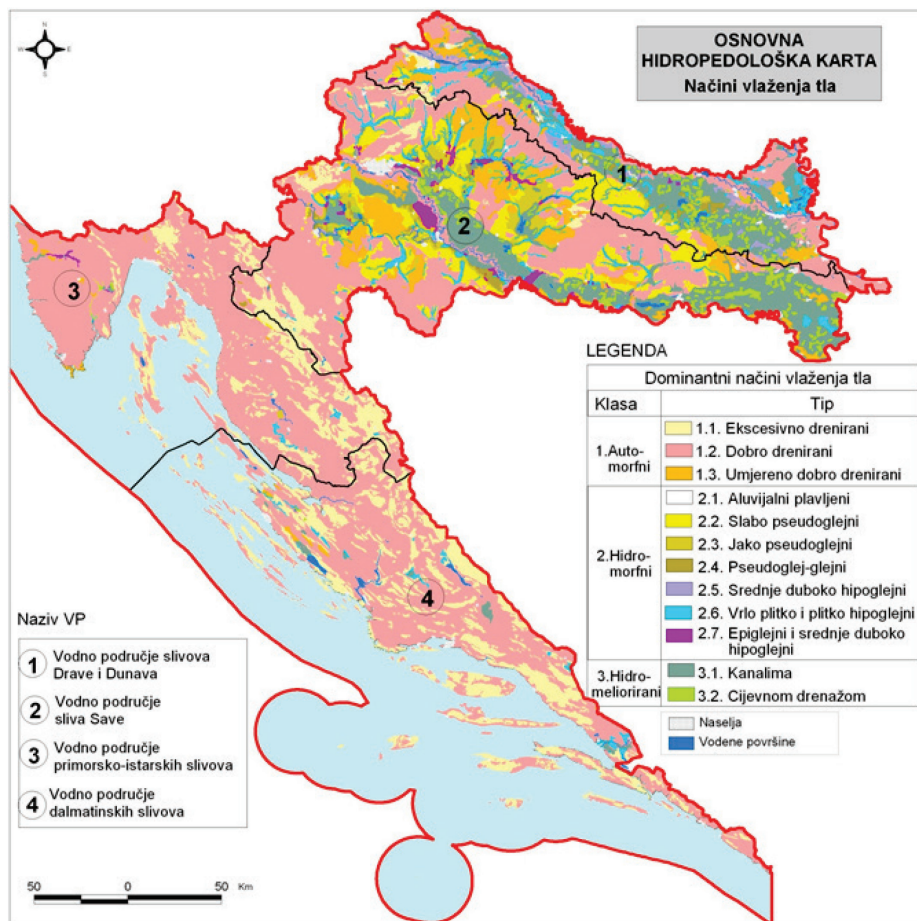 N
W
E
S
OSNOVNA
HIDROPEDOLOŠKA KARTA
Načini vlaženja tla
1
2
3
4
LEGENDA
Dominantni načini vlaženja tla
Klasa
Tip
1.Auto-
morfni
1.1. Ekscesivno drenirani
1.2. Dobro drenirani
1.3. Umjereno dobro drenirani
2.Hidro-
morfni
2.1. Aluvijalni plavljeni
2.2. Slabo pseudoglejni
2.3. Jako pseudoglejni
2.4. Pseudoglej-glejni
2.5. Srednje duboko hipoglejni
2.6. Vrlo plitko i plitko hipoglejni
2.7. Epiglejni i srednje duboko
hipoglejni
3.Hidro-
meliorirani
3.1. Kanalima
3.2. Cijevnom drenažom
Naselja
Vodene površine
Naziv VP
1 Vodno područje slivova
Drave i Dunava
2 Vodno područje
sliva Save
3 Vodno područje
primorsko-istarskih slivova
4 Vodno područje
dalmatinskih slivova
50 0 50 Km